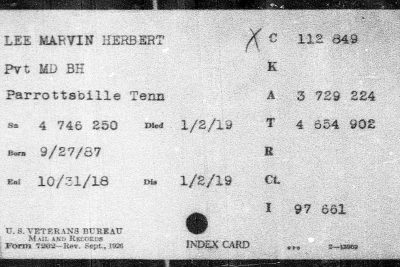 LEE MARVIN HERBERT X C 112 849
Pvt MD BH K
Parrottsbille Tenn A 3 729 224
Sn 4 746 250 Died 1/2/19 T 4 654 902
Born 9/27/87 R
Enl 10/31/18 Dis 1/2/19 Ct.
I 97 661
U. S. VETERANS BUREAU
MAIL AND RECORDS
Form 7202—Rev. Sept., 1926 INDEX CARD